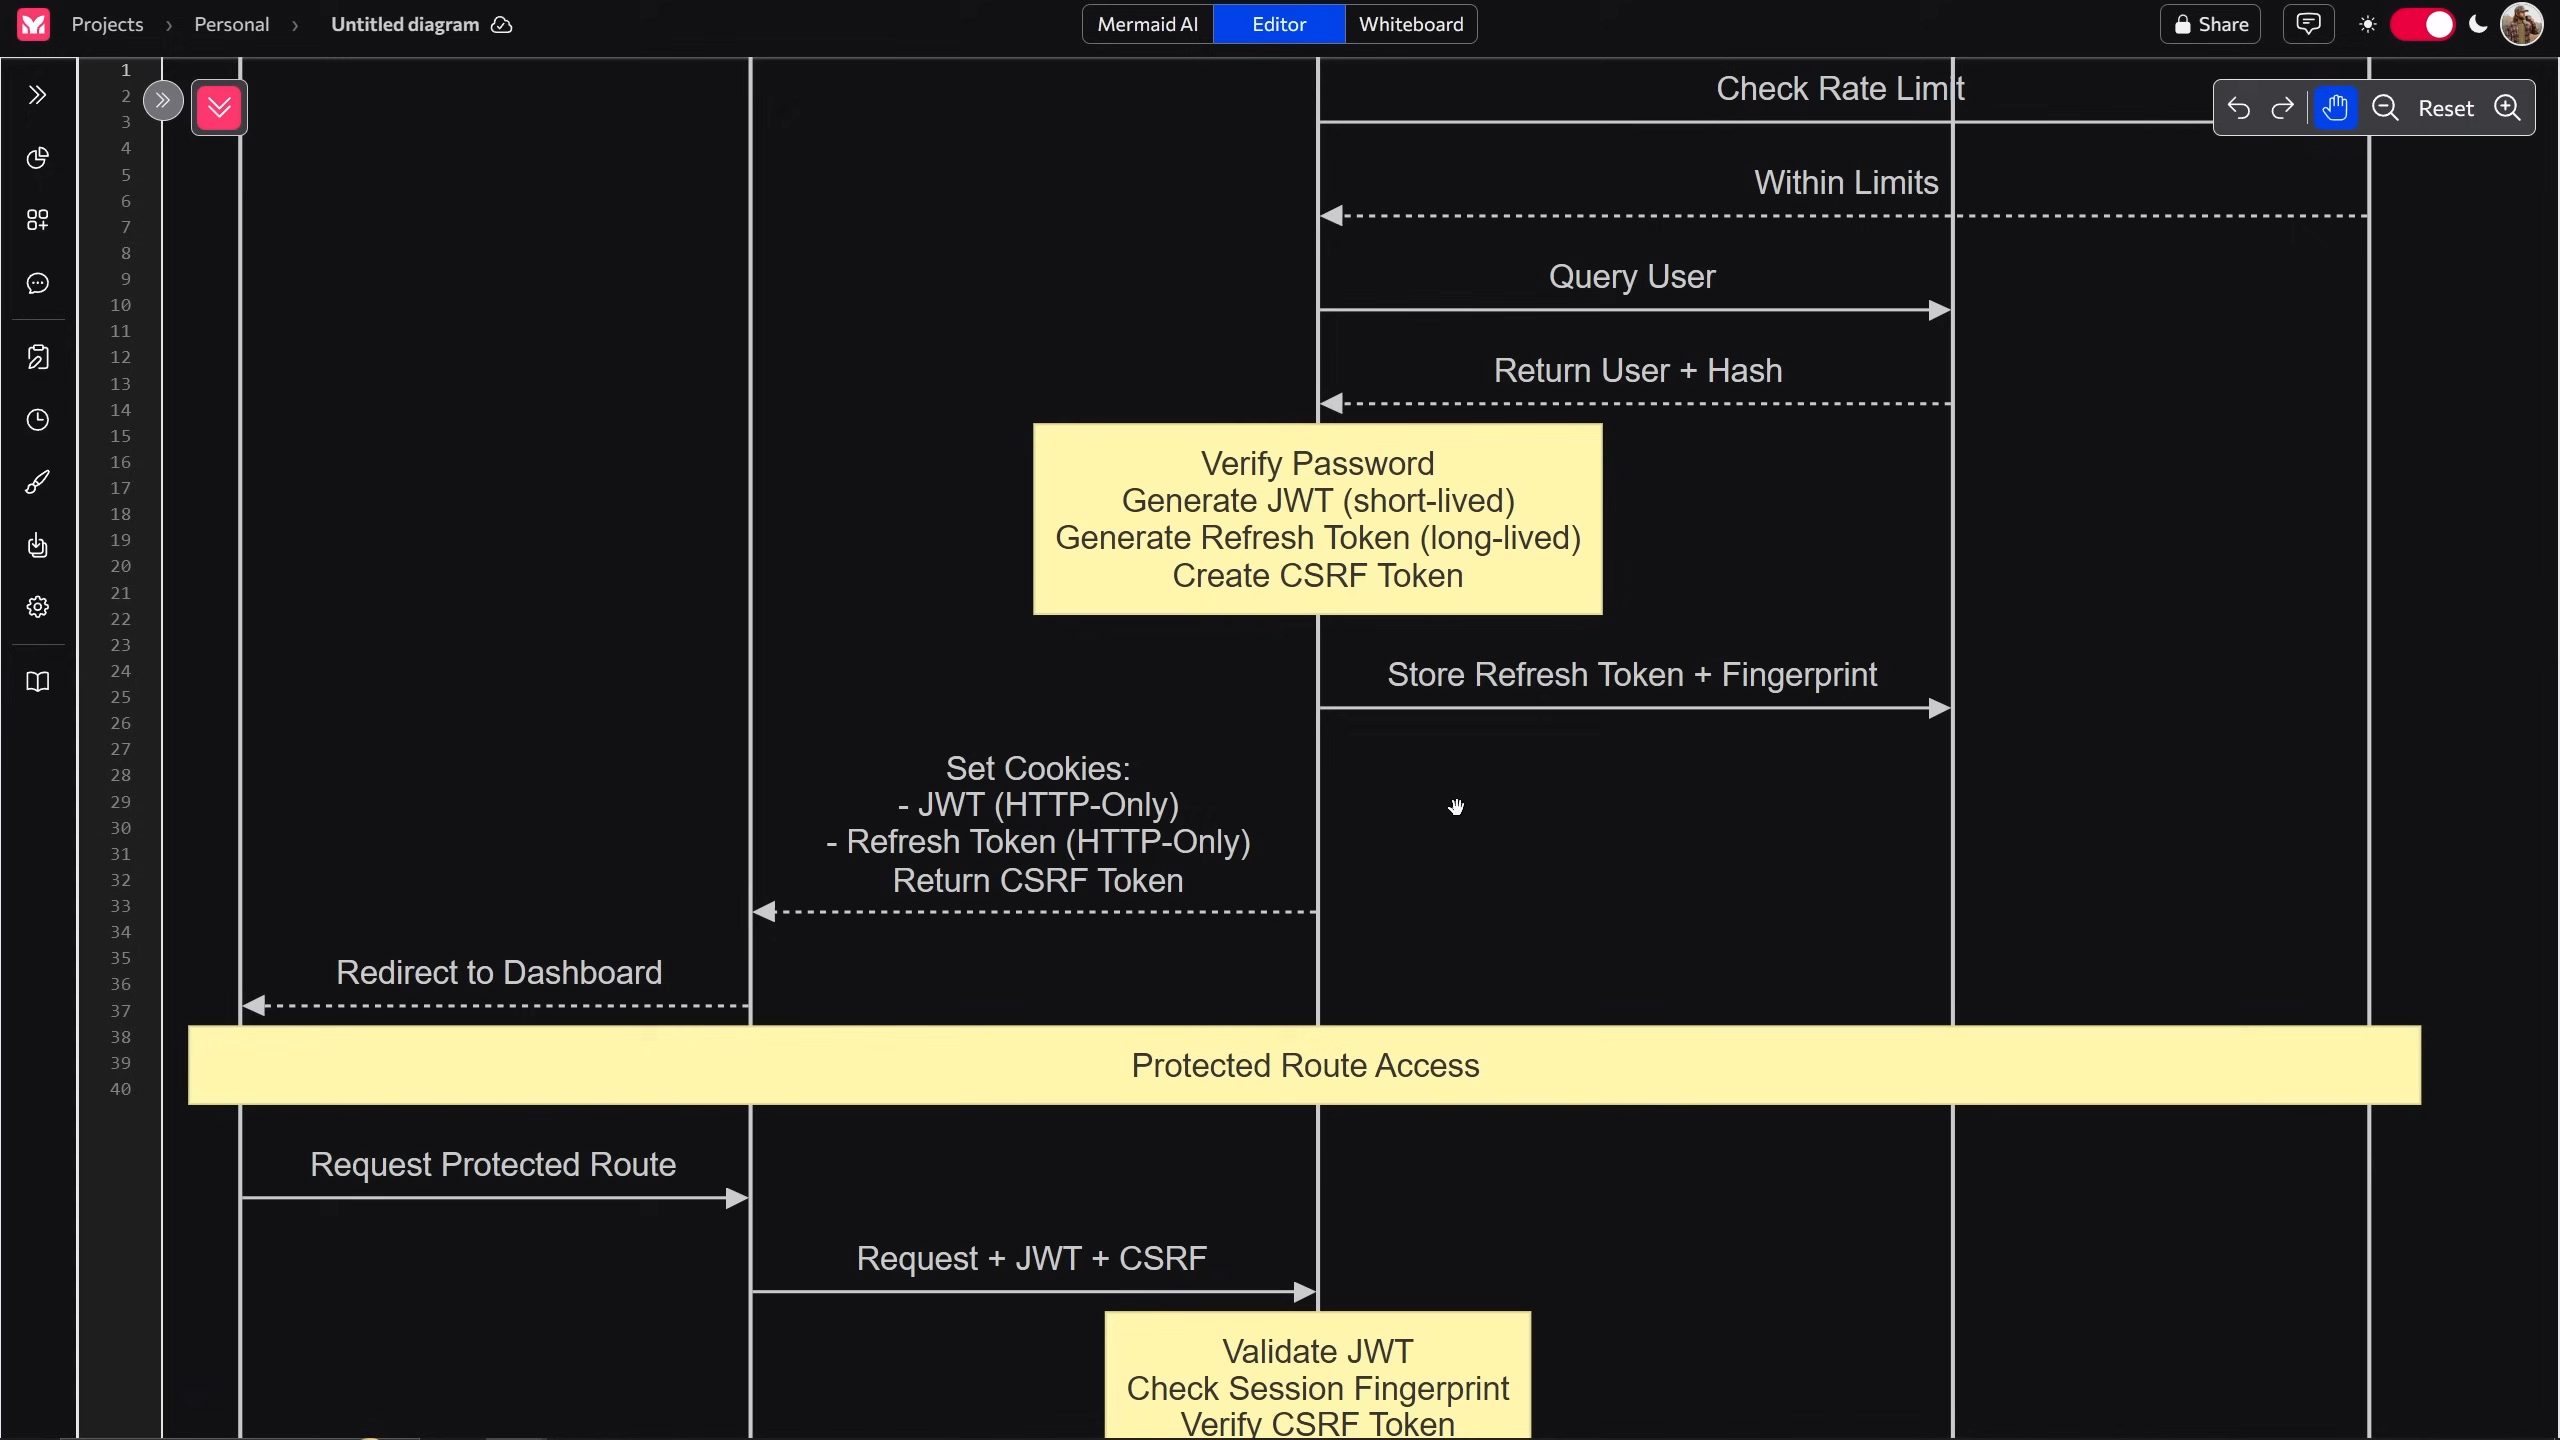 Projects › Personal › Untitled diagram
Mermaid AI Editor Whiteboard
Share
Reset
1
2
3
4
5
6
7
8
9
10
11
12
13
14
15
16
17
18
19
20
21
22
23
24
25
26
27
28
29
30
31
32
33
34
35
36
37
38
39
40
Check Rate Limit
Within Limits
Query User
Return User + Hash
Verify Password
Generate JWT (short-lived)
Generate Refresh Token (long-lived)
Create CSRF Token
Store Refresh Token + Fingerprint
Set Cookies:
- JWT (HTTP-Only)
- Refresh Token (HTTP-Only)
Return CSRF Token
Redirect to Dashboard
Protected Route Access
Request Protected Route
Request + JWT + CSRF
Validate JWT
Check Session Fingerprint
Verify CSRF Token